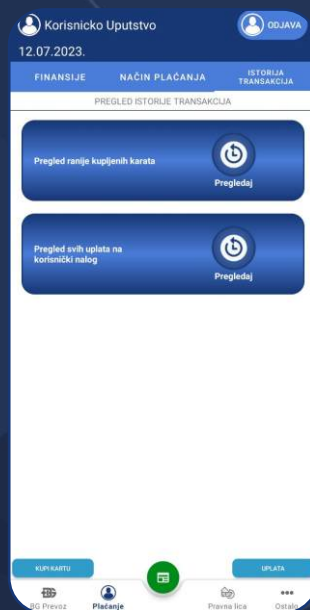 Korisnicko Uputstvo
ODJAVA
12.07.2023.
FINANSIJE
NAČIN PLAĆANJA
ISTORIJA
TRANSAKCIJA
PREGLED ISTORIJE TRANSAKCIJA
Pregled ranije kupljenih karata
Pregledaj
Pregled svih uplata na
korisnički nalog
Pregledaj
KUPI KARTU
UPLATA
BG Prevoz
Plaćanje
Pravna lica
Ostalo